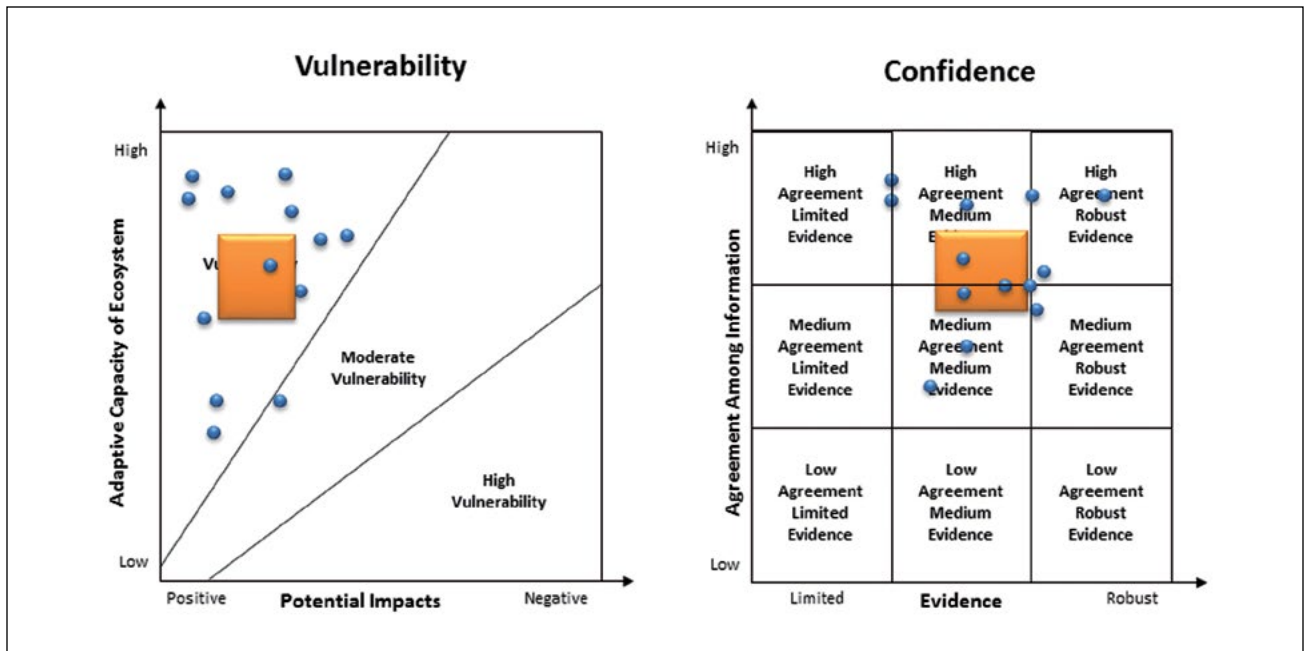 Vulnerability
High
Adaptive Capacity of Ecosystem
Moderate
Vulnerability
High
Vulnerability
Low
Positive
Potential Impacts
Negative
Confidence
High
Agreement Among Information
High
Agreement
Limited
Evidence
High
Agreement
Medium
High
Agreement
Robust
Evidence
Medium
Agreement
Limited
Evidence
Medium
Agreement
Medium
Evidence
Medium
Agreement
Robust
Evidence
Low
Agreement
Limited
Evidence
Low
Agreement
Medium
Evidence
Low
Agreement
Robust
Evidence
Low
Limited
Evidence
Robust